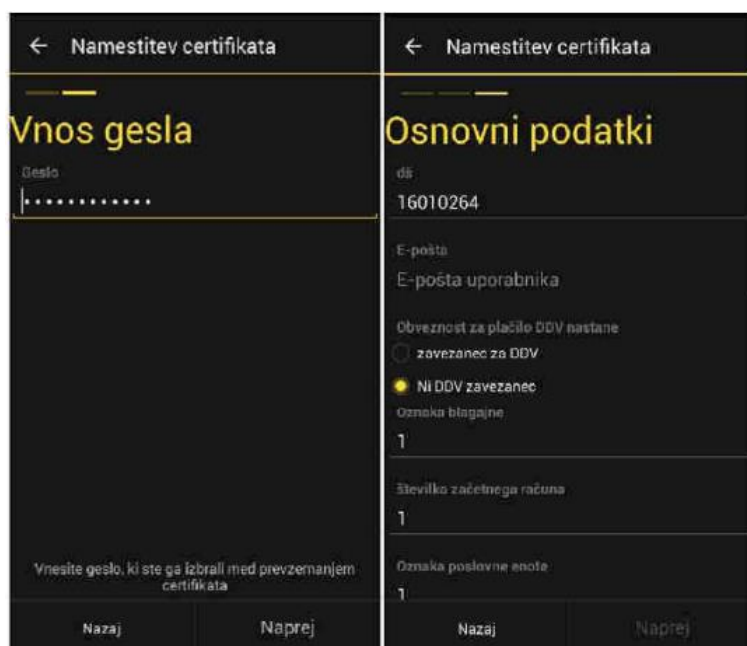 Namestitev certifikata
Vnos gesla
Geslo
••••••••••••
Vnesite geslo, ki ste ga izbrali med prevzemanjem
certifikata
Nazaj
Naprej
Namestitev certifikata
Osnovni podatki
dš
16010264
E-pošta
E-pošta uporabnika
Obveznost za plačilo DDV nastane
zavezanec za DDV
Ni DDV zavezanec
Oznaka blagajne
1
Številka začetnega računa
1
Oznaka poslovne enote
1
Nazaj
Naprej